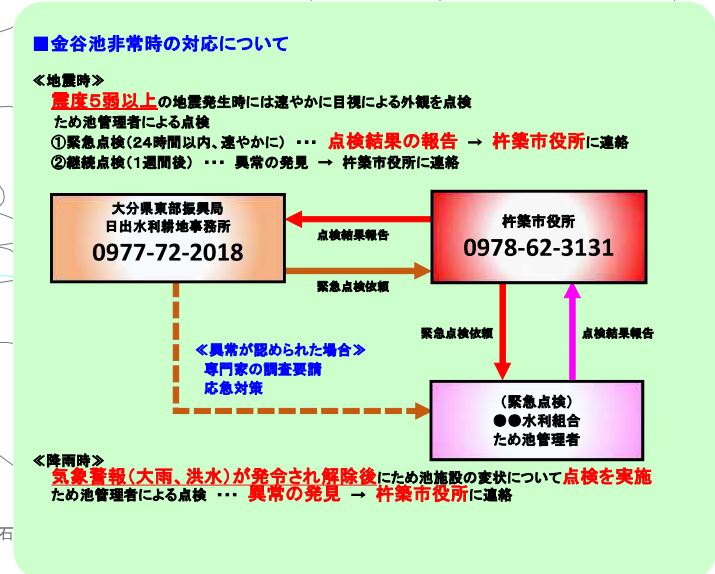 ■金谷池非常時の対応について
≪地震時≫
震度5弱以上の地震発生時には速やかに目視による外観を点検
ため池管理者による点検
①緊急点検（24時間以内、速やかに） ・・・ 点検結果の報告 → 杵築市役所に連絡
②継続点検（1週間後） ・・・ 異常の発見 → 杵築市役所に連絡
大分県東部振興局
日出水利耕地事務所
0977-72-2018
点検結果報告
緊急点検依頼
杵築市役所
0978-62-3131
緊急点検依頼
点検結果報告
≪異常が認められた場合≫
専門家の調査要請
応急対策
（緊急点検）
●●水利組合
ため池管理者
≪降雨時≫
気象警報（大雨、洪水）が発令され解除後にため池施設の変状について点検を実施
ため池管理者による点検 ・・・ 異常の発見 → 杵築市役所に連絡
石